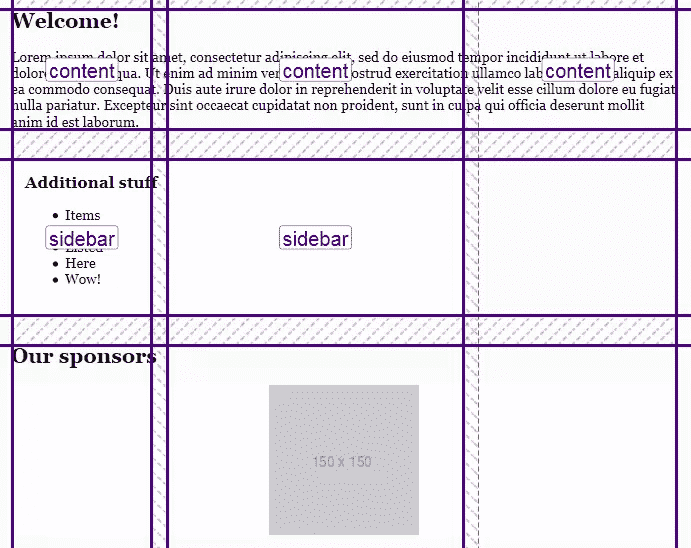 Welcome!
Lorem ipsum dolor sit amet, consectetur adipiscing elit, sed do eiusmod tempor incididunt ut labore et
dolore content qua. Ut enim ad minim ven content ostrud exercitation ullamco lab content aliquip ex
ea commodo consequat. Duis aute irure dolor in reprehenderit in voluptate velit esse cillum dolore eu fugiat
nulla pariatur. Excepteur sint occaecat cupidatat non proident, sunt in culpa qui officia deserunt mollit
anim id est laborum.
Additional stuff
Items
sidebar sidebar
Listed
Here
Wow!
Our sponsors
150 x 150